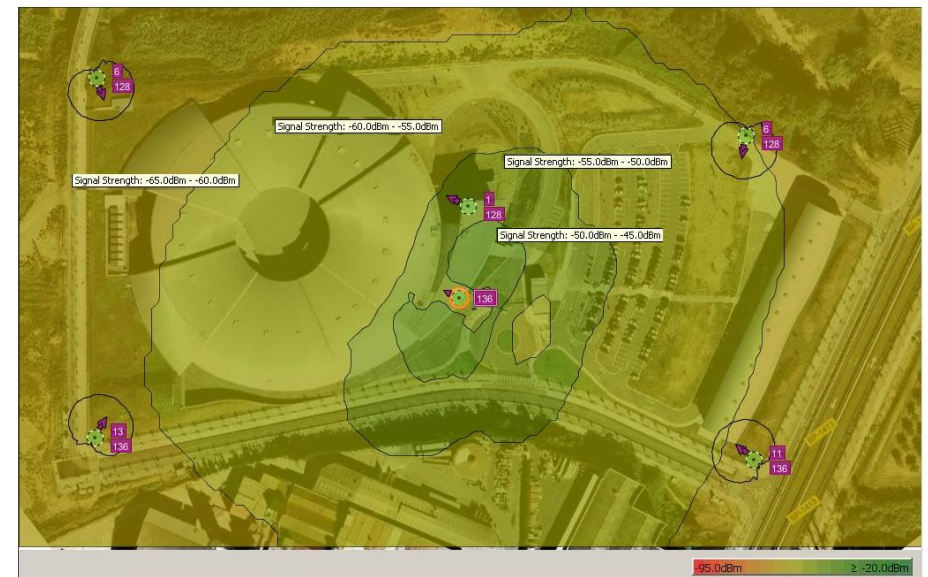 6
128
6
128
Signal Strength: -60.0dBm - -55.0dBm
Signal Strength: -55.0dBm - -50.0dBm
Signal Strength: -65.0dBm - -60.0dBm
1
128
Signal Strength: -50.0dBm - -45.0dBm
136
13
136
11
136
-95.0dBm
≥ -20.0dBm